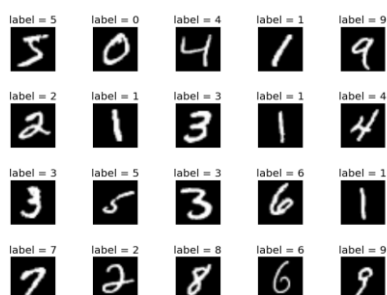 label = 5 label = 0 label = 4 label = 1 label = 9
5 0 4 1 9
label = 2 label = 1 label = 3 label = 1 label = 4
2 1 3 1 4
label = 3 label = 5 label = 3 label = 6 label = 1
3 5 3 6 1
label = 7 label = 2 label = 8 label = 6 label = 9
7 2 8 6 9